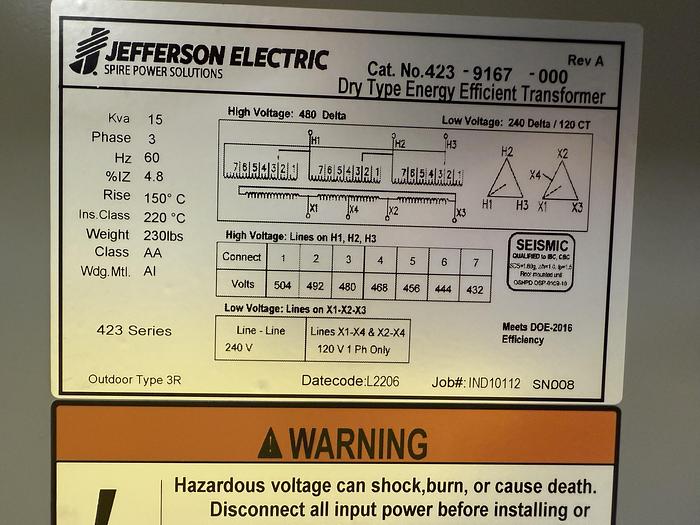 JEFFERSON ELECTRIC
SPIRE POWER SOLUTIONS
Rev A
Cat. No.423 -9167 -000
Dry Type Energy Efficient Transformer
Kva 15
Phase 3
Hz 60
%IZ 4.8
Rise 150° C
Ins.Class 220 °C
Weight 230lbs
Class AA
Wdg.Mtl. Al
423 Series
High Voltage: 480 Delta
Low Voltage: 240 Delta / 120 CT
H1 H2 H3
7 6 5 4 3 2 1 7 6 5 4 3 2 1 7 6 5 4 3 2 1
X1 X4 X2 X3
H2
H1 H3
X2
X4
X1 X3
High Voltage: Lines on H1, H2, H3
Connect 1 2 3 4 5 6 7
Volts 504 492 480 468 456 444 432
SEISMIC
QUALIFIED to IBC, CBC
Floor mounted unit
Low Voltage: Lines on X1-X2-X3
Line - Line Lines X1-X4 & X2-X4
240 V 120 V 1 Ph Only
Meets DOE-2016
Efficiency
Outdoor Type 3R
Datecode:L2206
Job#: IND10112 SN008
WARNING
Hazardous voltage can shock,burn, or cause death.
Disconnect all input power before installing or